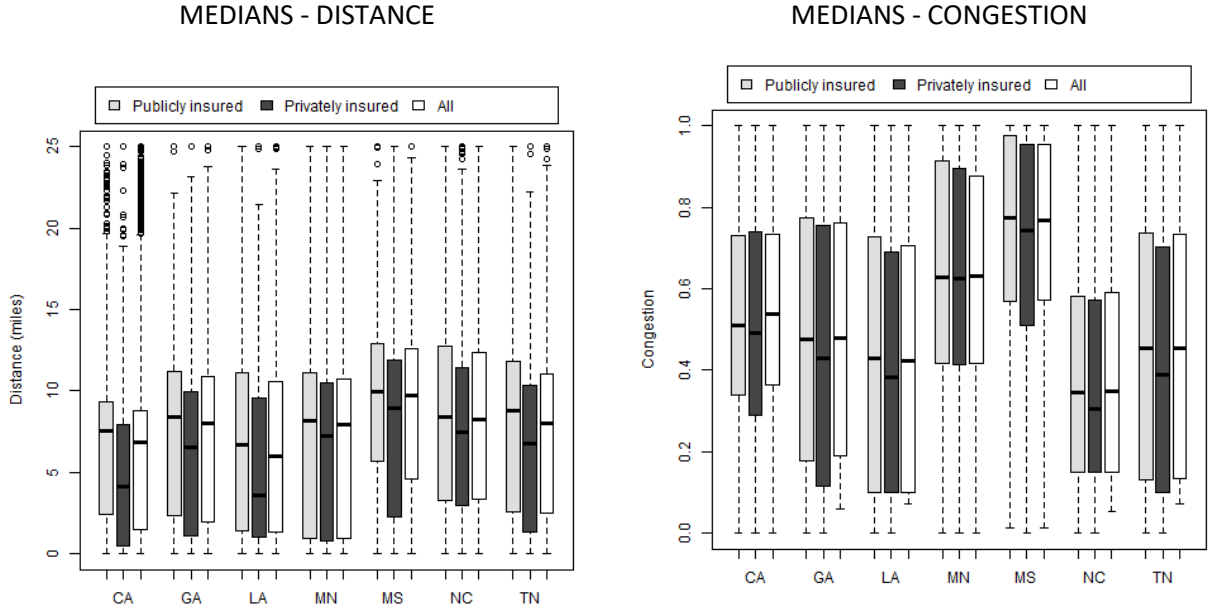 MEDIANS - DISTANCE
Publicly insured Privately insured All
Distance (miles)
25
20
15
10
5
0
CA GA LA MN MS NC TN
MEDIANS - CONGESTION
Publicly insured Privately insured All
Congestion
1.0
0.8
0.6
0.4
0.2
0.0
CA GA LA MN MS NC TN